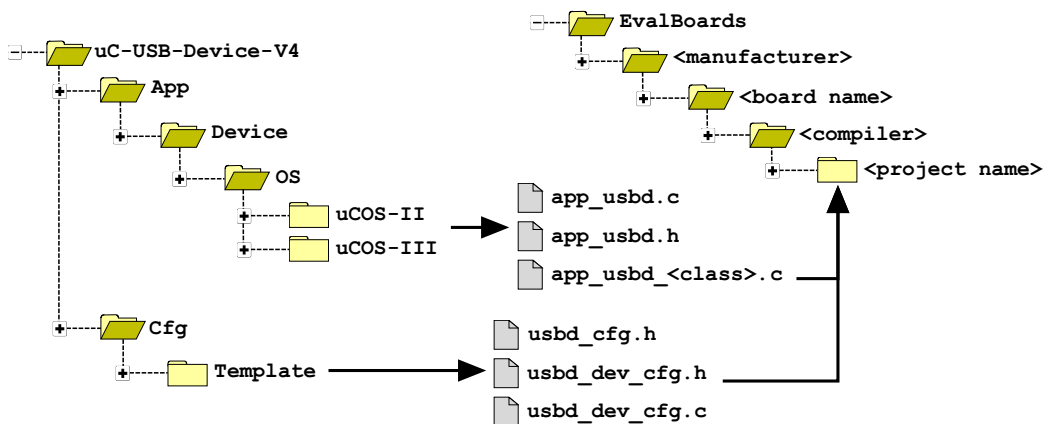 uC-USB-Device-V4
App
Device
OS
uCOS-II
uCOS-III
Cfg
Template
app_usbd.c
app_usbd.h
app_usbd_<class>.c
usbd_cfg.h
usbd_dev_cfg.h
usbd_dev_cfg.c
EvalBoards
<manufacturer>
<board name>
<compiler>
<project name>